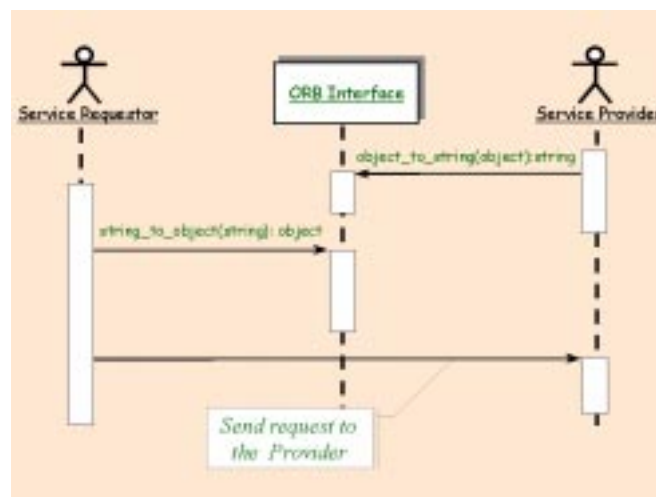 ORB Interface
Service Requestor
Service Provider
object_to_string(object):string
string_to_object(string): object
Send request to
the Provider